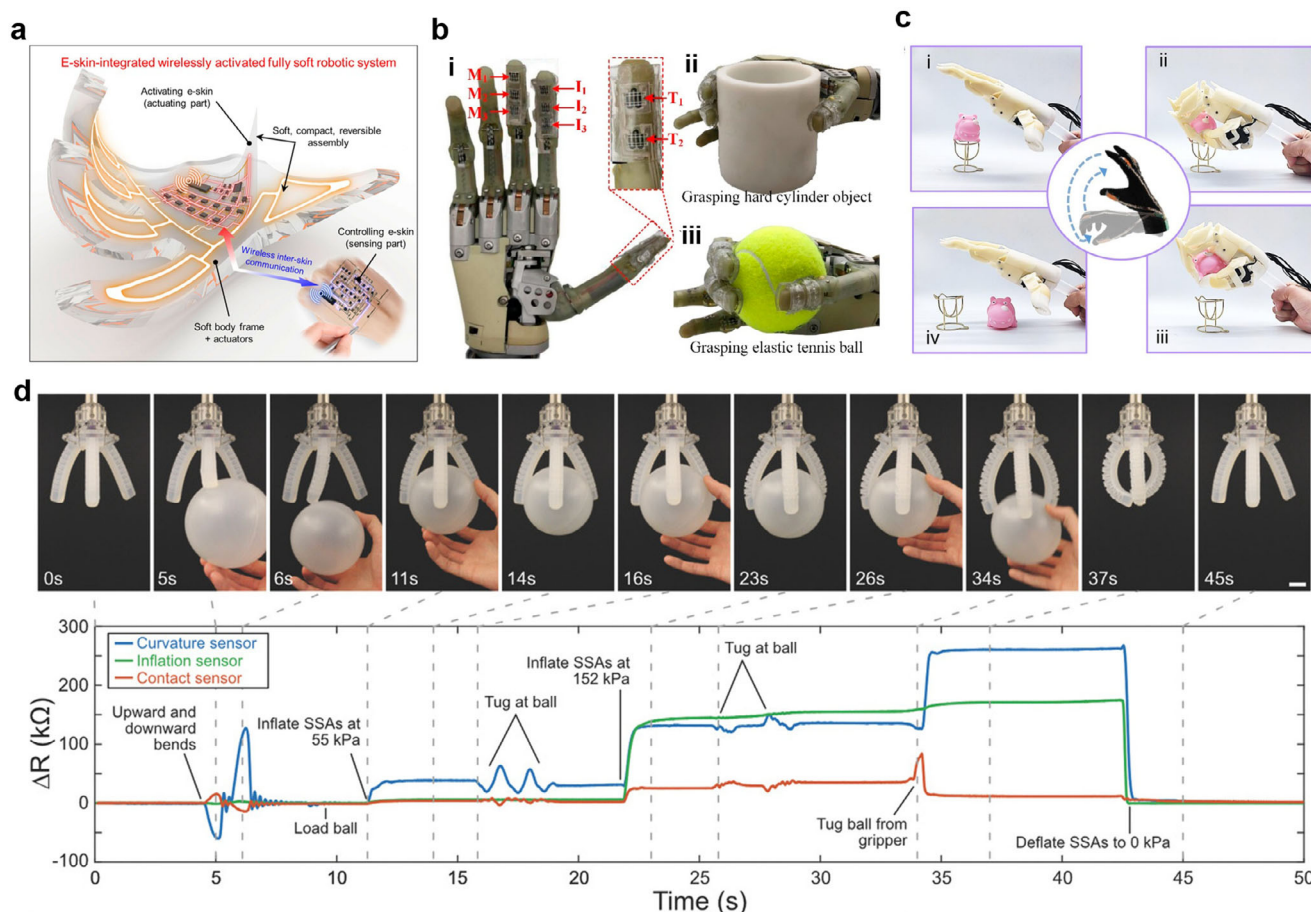 a
E-skin-integrated wirelessly activated fully soft robotic system
Activating e-skin
(actuating part)
Soft, compact, reversible
assembly
Controlling e-skin
(sensing part)
Wireless inter-skin
communication
Soft body frame
+ actuators
b
i
M₁
M₂
I₁
I₂
I₃
T₁
T₂
ii
Grasping hard cylinder object
iii
Grasping elastic tennis ball
c
i
ii
iv
iii
d
0s
5s
6s
11s
14s
16s
23s
26s
34s
37s
45s
300
200
100
0
-100
ΔR (kΩ)
Curvature sensor
Inflation sensor
Contact sensor
Upward and
downward
bends
Inflate SSAs at
55 kPa
Load ball
Tug at ball
Inflate SSAs at
152 kPa
Tug at ball
Tug ball from
gripper
Deflate SSAs to 0 kPa
0 5 10 15 20 25 30 35 40 45 50
Time (s)